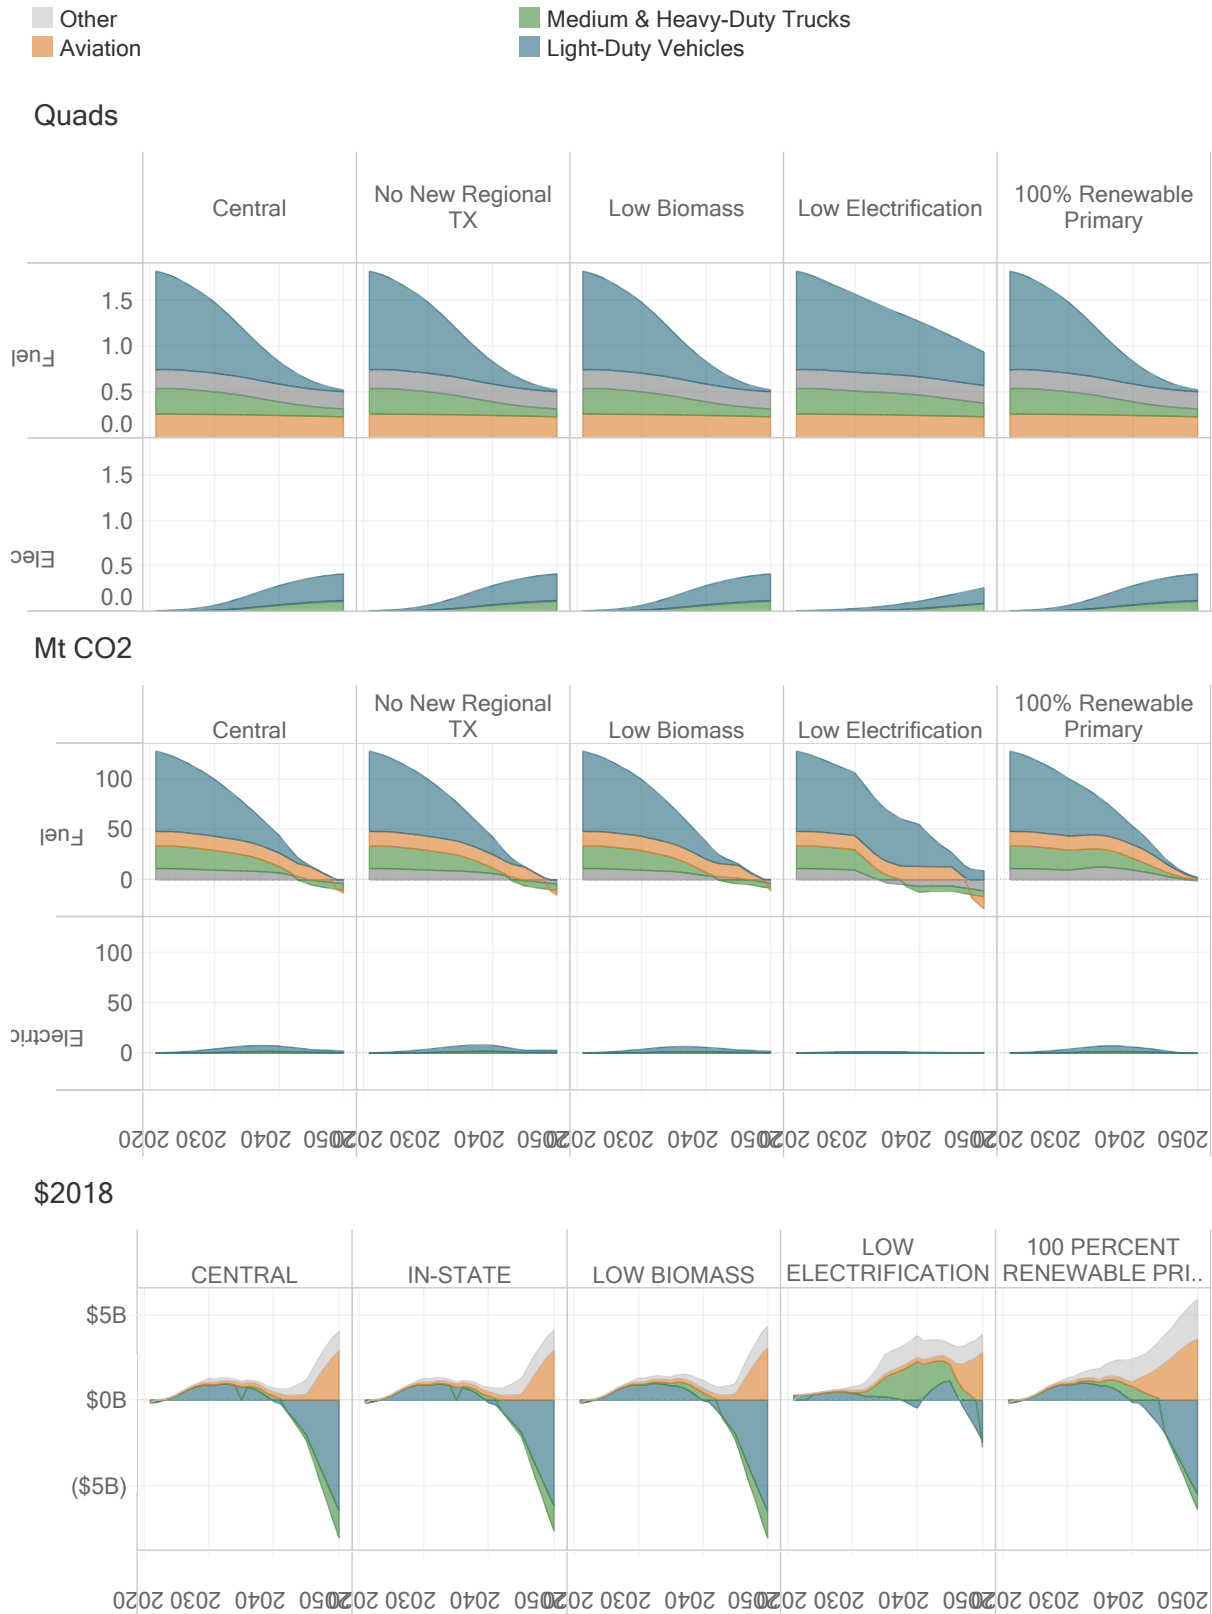 Other
Medium & Heavy-Duty Trucks
Aviation
Light-Duty Vehicles
Quads
Central
No New Regional
TX
Low Biomass
Low Electrification
100% Renewable
Primary
Fuel
1.5
1.0
0.5
0.0
Elec
1.5
1.0
0.5
0.0
Mt CO2
Central
No New Regional
TX
Low Biomass
Low Electrification
100% Renewable
Primary
Fuel
100
50
0
Electric
100
50
0
2020 2030 2040 2050 2020 2030 2040 2050 2020 2030 2040 2050 2020 2030 2040 2050 2020 2030 2040 2050
$2018
CENTRAL
IN-STATE
LOW BIOMASS
LOW
ELECTRIFICATION
100 PERCENT
RENEWABLE PRI..
$5B
$0B
($5B)
2020 2030 2040 2050 2020 2030 2040 2050 2020 2030 2040 2050 2020 2030 2040 2050 2020 2030 2040 2050